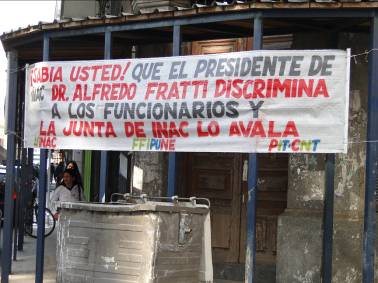 ¡SABIA USTED! QUE EL PRESIDENTE DE
INAC DR. ALFREDO FRATTI DISCRIMINA
A LOS FUNCIONARIOS Y
LA JUNTA DE INAC LO AVALA
FFIPUNE PIT-CNT